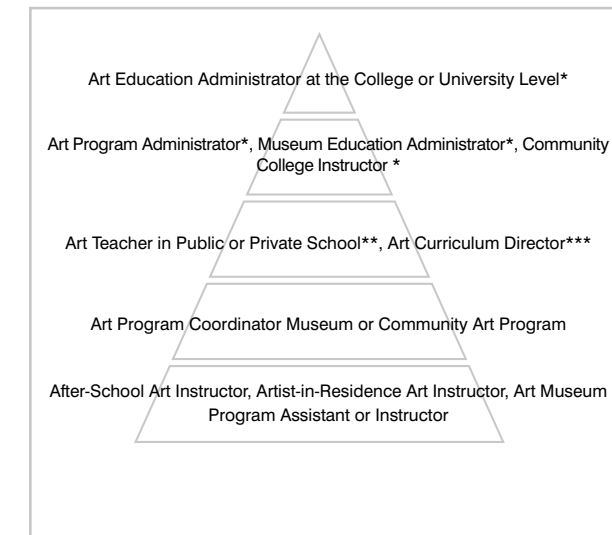 Art Education Administrator at the College or University Level*
Art Program Administrator*, Museum Education Administrator*, Community
College Instructor *
Art Teacher in Public or Private School**, Art Curriculum Director***
Art Program Coordinator Museum or Community Art Program
After-School Art Instructor, Artist-in-Residence Art Instructor, Art Museum
Program Assistant or Instructor